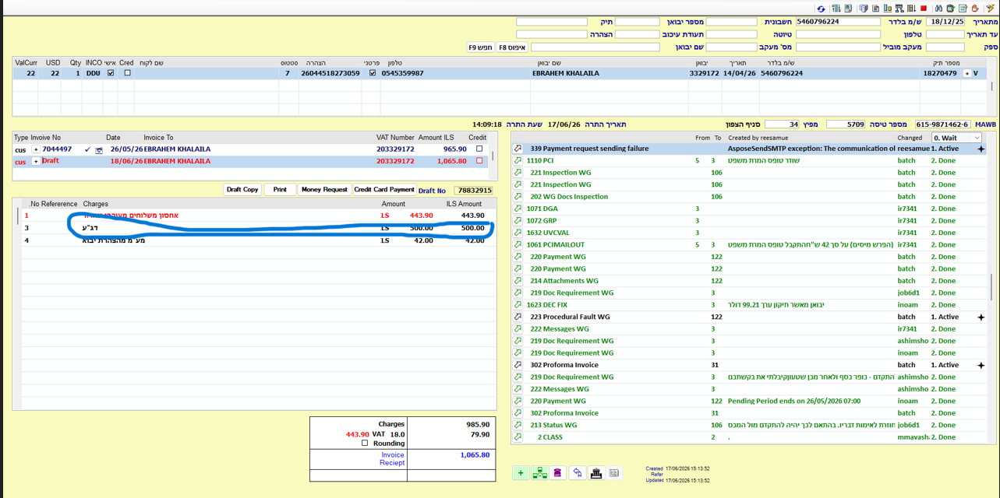 מתאריך 18/12/25 ש/מ בלדר 5460796224 חשבונית מספר יבואן תיק
עד תאריך טלפון טיוטה תעודת עיכוב הצהרה
ספק מעקב מוביל מס' מעקב שם יבואן איפוס F8 חפש F9
ValCurr USD Qty INCO אישי Cred שם לקוח סטטוס הצהרה פרטני טלפון שם יבואן יבואן תאריך ש/מ בלדר מספר תיק
22 22 1 DDU 7 26044518273059 0545359987 EBRAHEM KHALAILA 3329172 14/04/26 5460796224 18270479 + V
MAWB 615-9871462-6 מספר טיסה 5709 מפיץ 34 סניף הצפון תאריך התרה 17/06/26 שעת התרה 14:09:18
Type Invoie No Date Invoice To VAT Number Amount ILS Credit
cus + 7044497 26/05/26 EBRAHEM KHALAILA 203329172 965.90
cus + Draft 18/06/26 EBRAHEM KHALAILA 203329172 1,065.80
Draft Copy Print Money Request Credit Card Payment Draft No 78832915
.No Refererence Charges Amount ILS Amount
1 אחסון משלוחים LS 443.90 443.90
3 דג"ע LS 500.00 500.00
4 מע"מ מהצהרת יבוא LS 42.00 42.00
Charges 985.90
443.90 VAT 18.0 79.90
Rounding
Invoice 1,065.80
Reciept
From To Created by reesamue Changed 0. Wait
339 Payment request sending failure AsposeSendSMTP exception: The communication ol reesamue 1. Active
1110 PCI 5 3 שודר טופס המרת משפט batch 2. Done
221 Inspection WG 106 batch 2. Done
221 Inspection WG 106 batch 2. Done
202 WG Docs Inspection 106 batch 2. Done
1071 DGA 3 ir7341 2. Done
1072 GRP 3 ir7341 2. Done
1632 UVCVAL 3 ir7341 2. Done
1061 PCIMAILOUT 5 3 התקבל טופס המרת משפט (הפרש מיסים) על סך 42 ש"ח ir7341 2. Done
220 Payment WG 122 batch 2. Done
220 Payment WG 122 batch 2. Done
214 Attachments WG 122 batch 2. Done
219 Doc Requirement WG 3 job6d1 2. Done
1623 DEC FIX 3 יבואן מאשר תיקון ערך 99.21 דולר inoam 2. Done
223 Procedural Fault WG 122 batch 1. Active
222 Messages WG 3 ir7341 2. Done
219 Doc Requirement WG 3 ashimsho 2. Done
219 Doc Requirement WG 3 inoam 2. Done
302 Proforma Invoice 31 batch 1. Active
219 Doc Requirement WG 3 קיבלתי את בקשתכם להתקדם - כופר כסף ולאחר מכן שטעון ashimsho 2. Done
222 Messages WG 3 ashimsho 2. Done
220 Payment WG 122 Pending Period ends on 26/05/2026 07:00 inoam 2. Done
302 Proforma Invoice 31 batch 2. Done
213 Status WG 106 חוזרת לאימות דבריו. בהתאם לכך יהיה להתקדם מול המכס job6d1 2. Done
2 CLASS 2 . mmavash 2. Done
Created 17/06/2026 15:13:52
Refer
Updated 17/06/2026 15:13:52